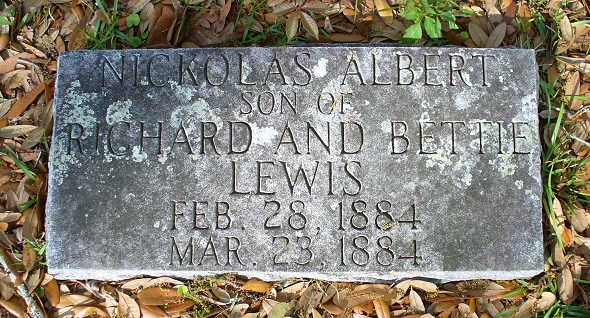 NICKOLAS ALBERT
SON OF
RICHARD AND BETTIE
LEWIS
FEB. 28, 1884
MAR. 23, 1884